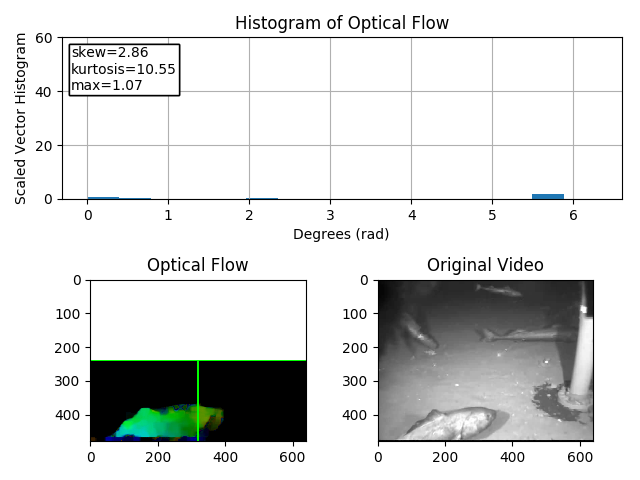 Histogram of Optical Flow
Scaled Vector Histogram
60
40
20
0
skew=2.86
kurtosis=10.55
max=1.07
0 1 2 3 4 5 6
Degrees (rad)
Optical Flow
0
100
200
300
400
0 200 400 600
Original Video
0
100
200
300
400
0 200 400 600